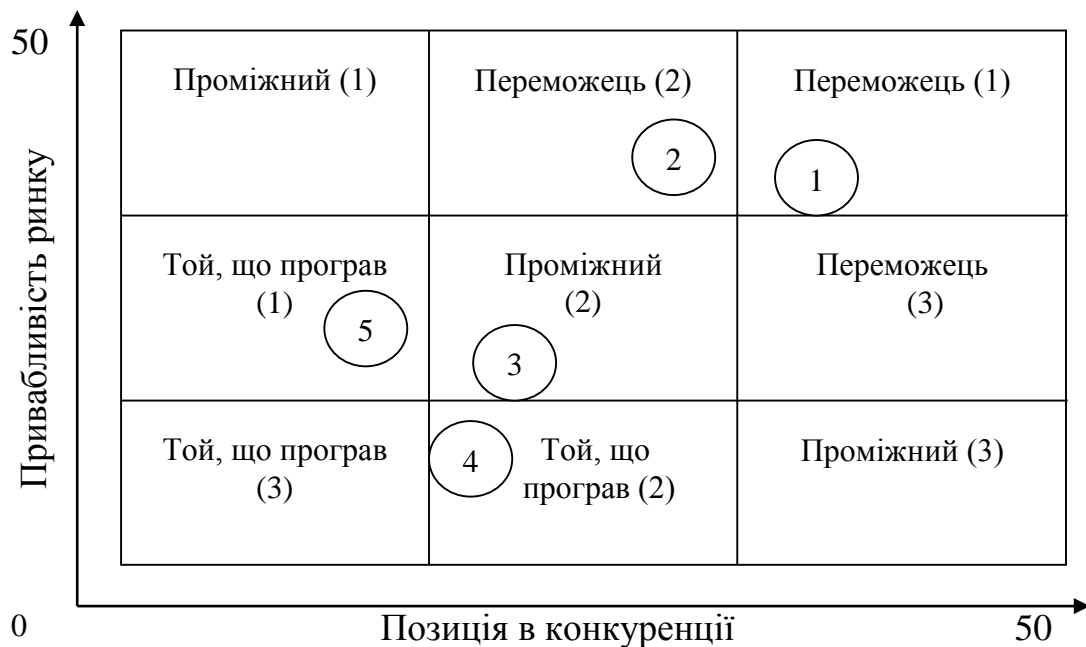 50
Проміжний (1)
Переможець (2)
Переможець (1)
2
1
Привабливість ринку
Той, що програв
(1)
5
Проміжний
(2)
3
Переможець
(3)
Той, що програв
(3)
4
Той, що
програв (2)
Проміжний (3)
0
Позиція в конкуренції
50